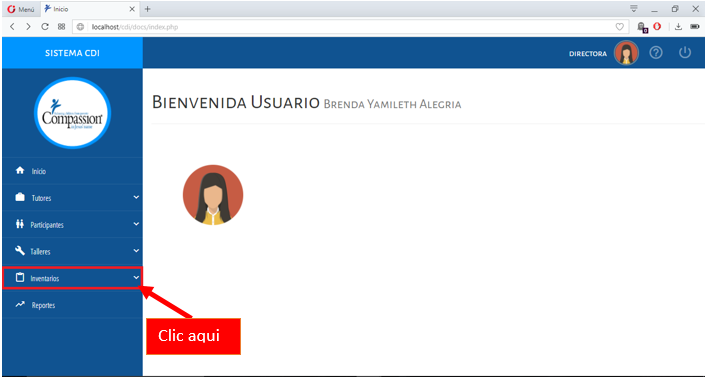 Menú
Inicio
localhost/cdi/docs/index.php
SISTEMA CDI
DIRECTORA
Compassion
BIENVENIDA USUARIO BRENDA YAMILETH ALEGRIA
Inicio
Tutores
Participantes
Talleres
Inventarios
Reportes
Clic aqui